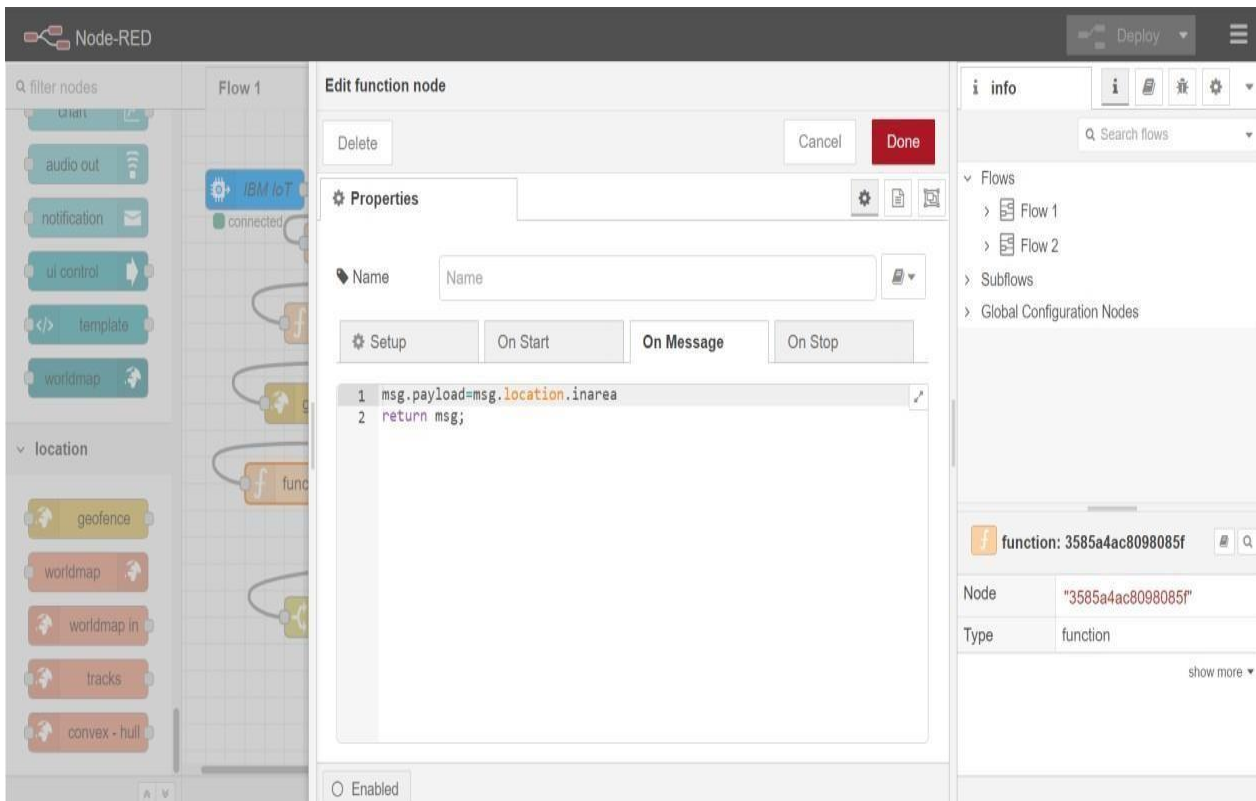 Node-RED
Deploy
filter nodes
chart
audio out
notification
ui control
template
worldmap
location
geofence
worldmap
worldmap in
tracks
convex - hull
Flow 1
IBM IoT
connected
g
func
Edit function node
Delete
Cancel
Done
Properties
Name
Name
Setup
On Start
On Message
On Stop
1 msg.payload=msg.location.inarea
2 return msg;
Enabled
i info
i
Search flows
Flows
Flow 1
Flow 2
Subflows
Global Configuration Nodes
function: 3585a4ac8098085f
Node "3585a4ac8098085f"
Type function
show more